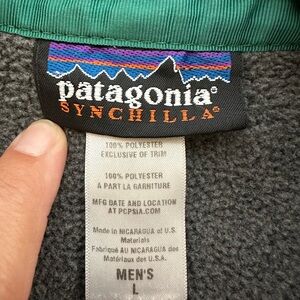 patagonia®
SYNCHILLA®
100% POLYESTER
EXCLUSIVE OF TRIM
100% POLYESTER
A PART LA GARNITURE
MFG DATE AND LOCATION
AT PCPSIA.COM
Made in NICARAGUA of U.S.
Materials
Fabriqué AU NICARAGUA des
Matériaux des U.S.A.
MEN'S
L